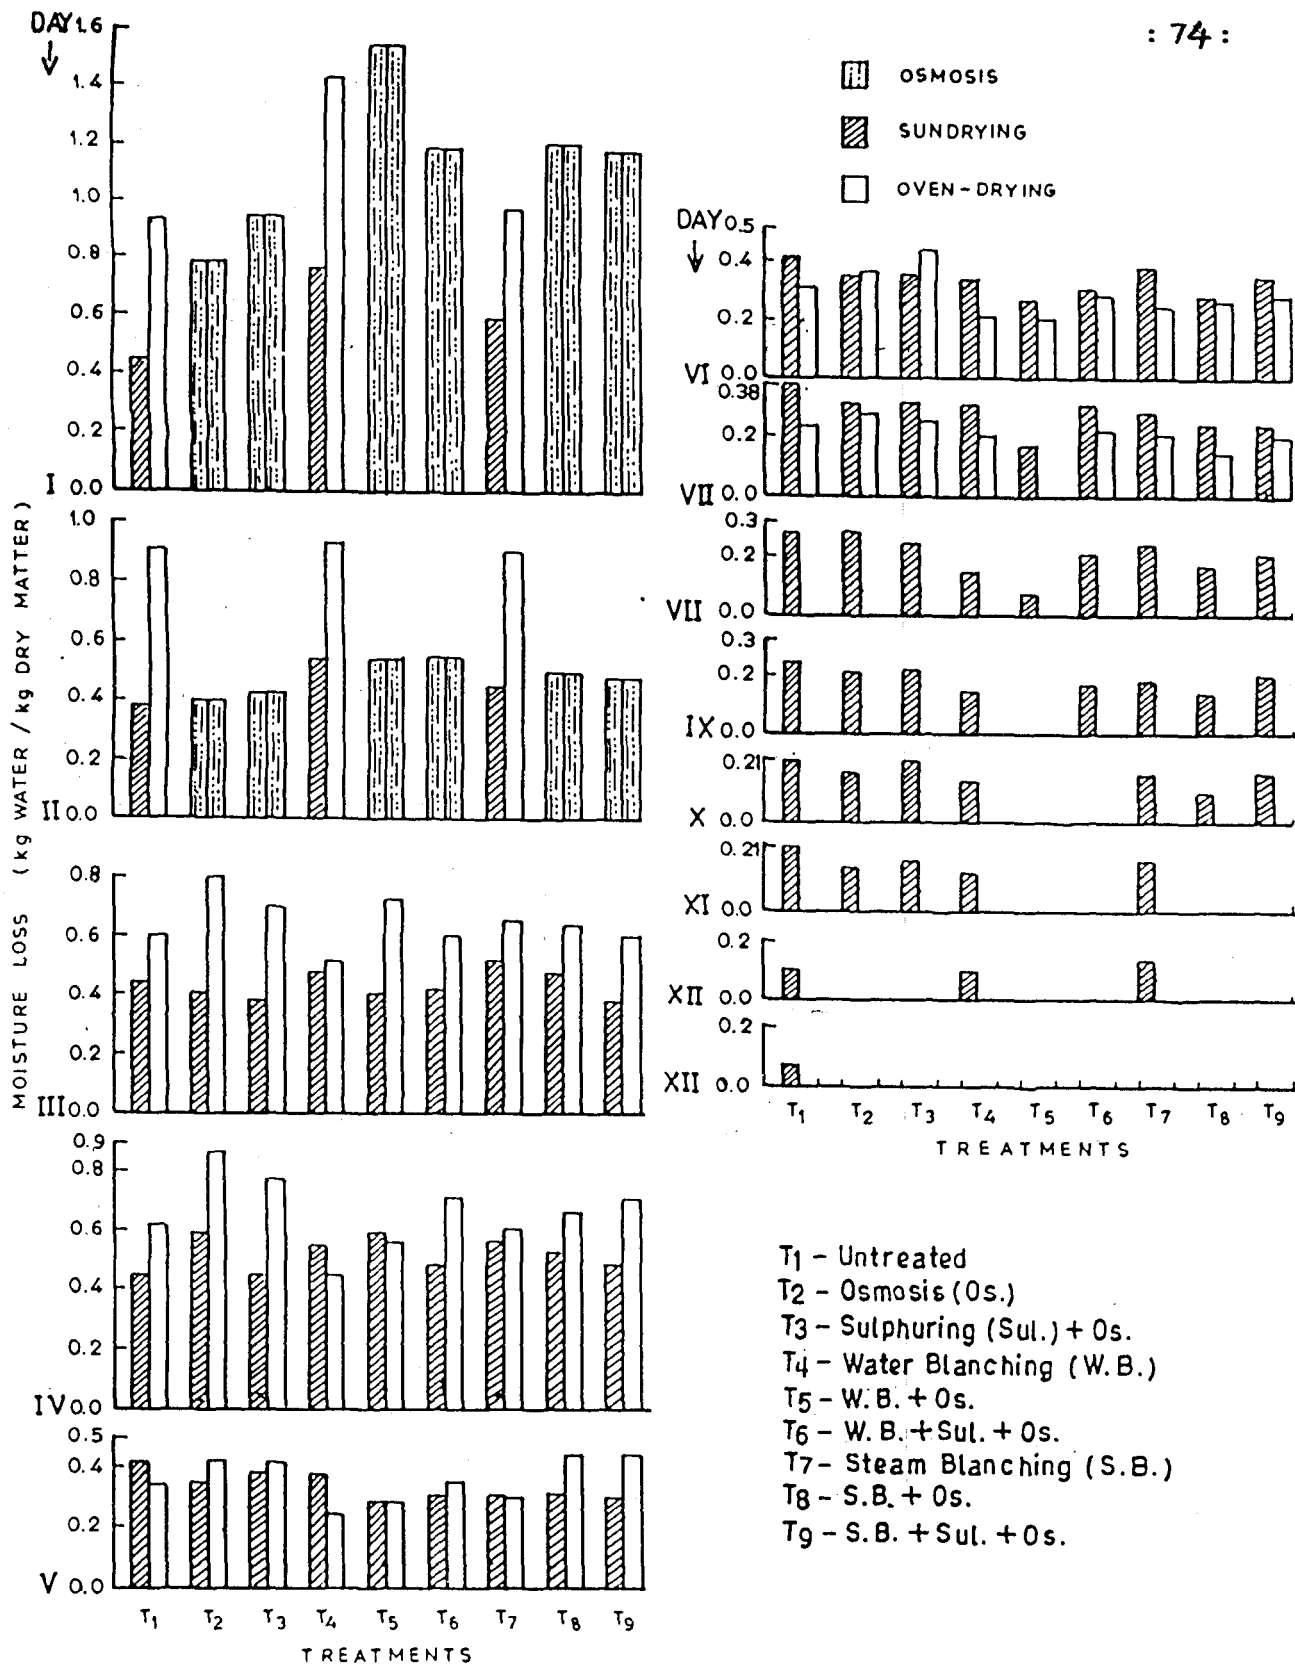 : 74 :
OSMOSIS
SUNDRYING
OVEN-DRYING
MOISTURE LOSS (kg WATER / kg DRY MATTER)
DAY
1.6
1.4
1.2
1.0
0.8
0.6
0.4
0.2
I 0.0
1.0
0.8
0.6
0.4
0.2
II 0.0
0.8
0.6
0.4
0.2
III 0.0
0.9
0.8
0.6
0.4
0.2
IV 0.0
0.5
0.4
0.2
V 0.0
T1 T2 T3 T4 T5 T6 T7 T8 T9
TREATMENTS
DAY
0.5
0.4
0.2
VI 0.0
0.38
0.2
VII 0.0
0.3
0.2
VII 0.0
0.3
0.2
IX 0.0
0.21
X 0.0
0.21
XI 0.0
0.2
XII 0.0
0.2
XII 0.0
T1 T2 T3 T4 T5 T6 T7 T8 T9
TREATMENTS
T1 - Untreated
T2 - Osmosis (Os.)
T3 - Sulphuring (Sul.) + Os.
T4 - Water Blanching (W.B.)
T5 - W.B. + Os.
T6 - W.B. + Sul. + Os.
T7 - Steam Blanching (S.B.)
T8 - S.B. + Os.
T9 - S.B. + Sul. + Os.